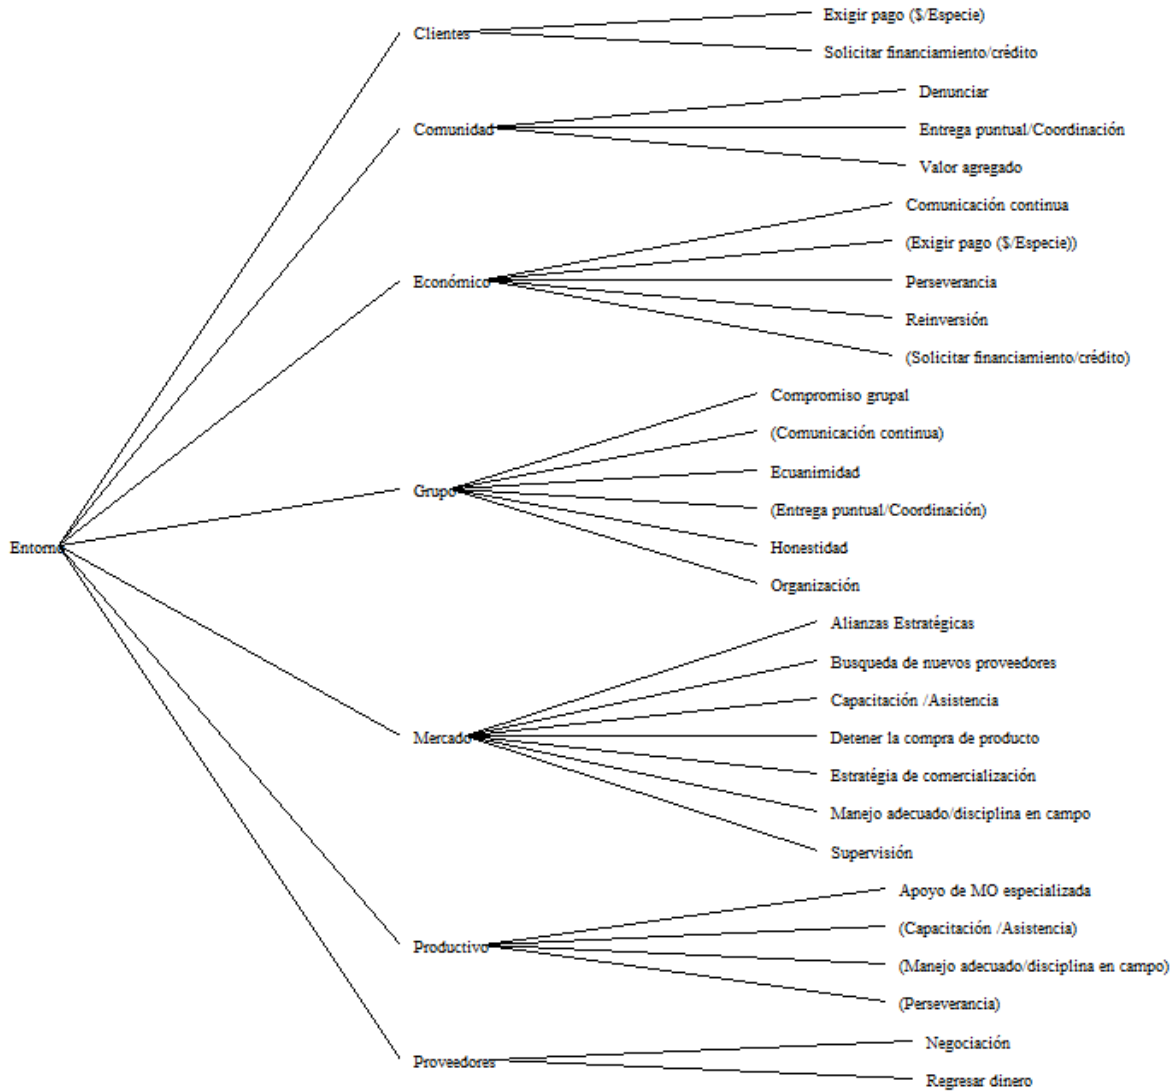 Entorno
Clientes
Exigir pago ($/Especie)
Solicitar financiamiento/crédito
Comunidad
Denunciar
Entrega puntual/Coordinación
Valor agregado
Económico
Comunicación continua
(Exigir pago ($/Especie))
Perseverancia
Reinversión
(Solicitar financiamiento/crédito)
Grupo
Compromiso grupal
(Comunicación continua)
Ecuanimidad
(Entrega puntual/Coordinación)
Honestidad
Organización
Mercado
Alianzas Estratégicas
Busqueda de nuevos proveedores
Capacitación /Asistencia
Detener la compra de producto
Estratégia de comercialización
Manejo adecuado/disciplina en campo
Supervisión
Productivo
Apoyo de MO especializada
(Capacitación /Asistencia)
(Manejo adecuado/disciplina en campo)
(Perseverancia)
Proveedores
Negociación
Regresar dinero